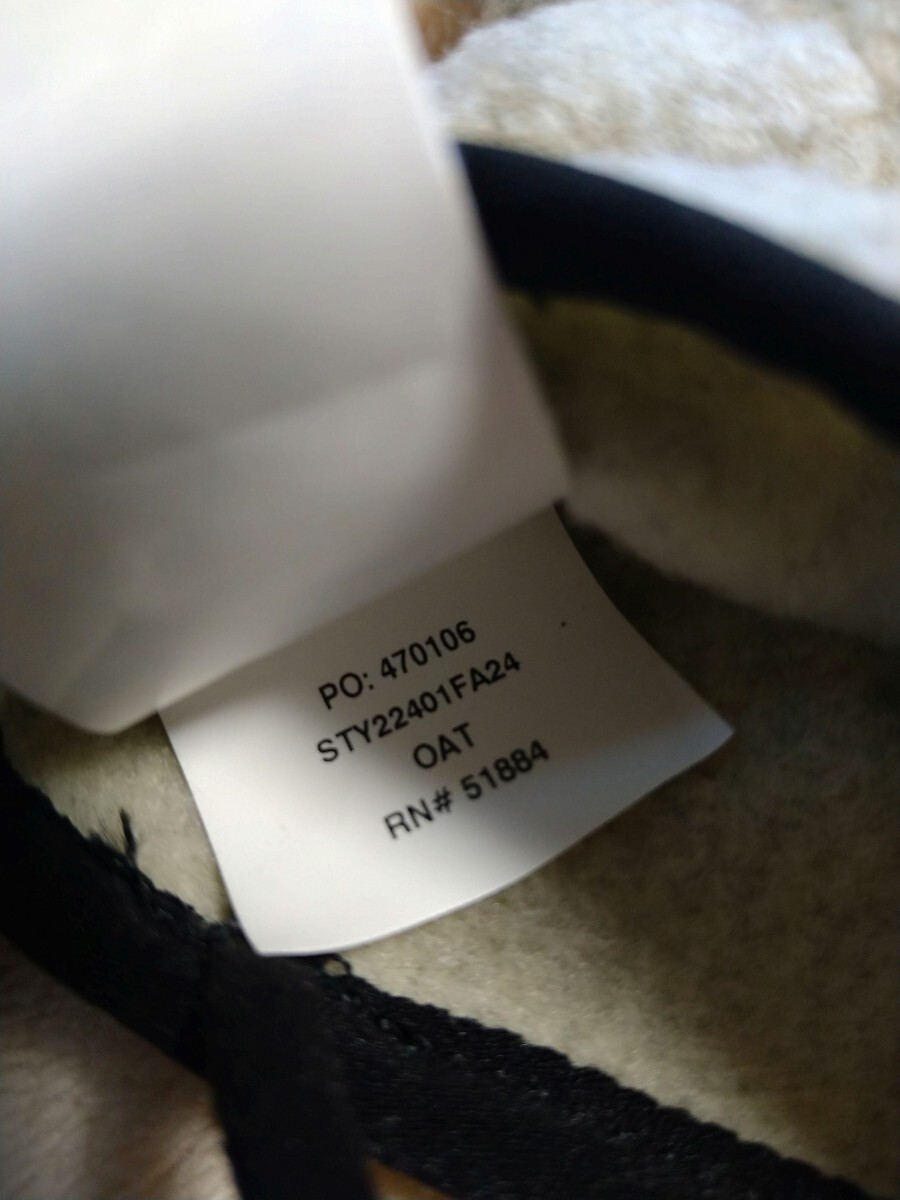 PO: 470106
STY22401FA24
OAT
RN# 51884